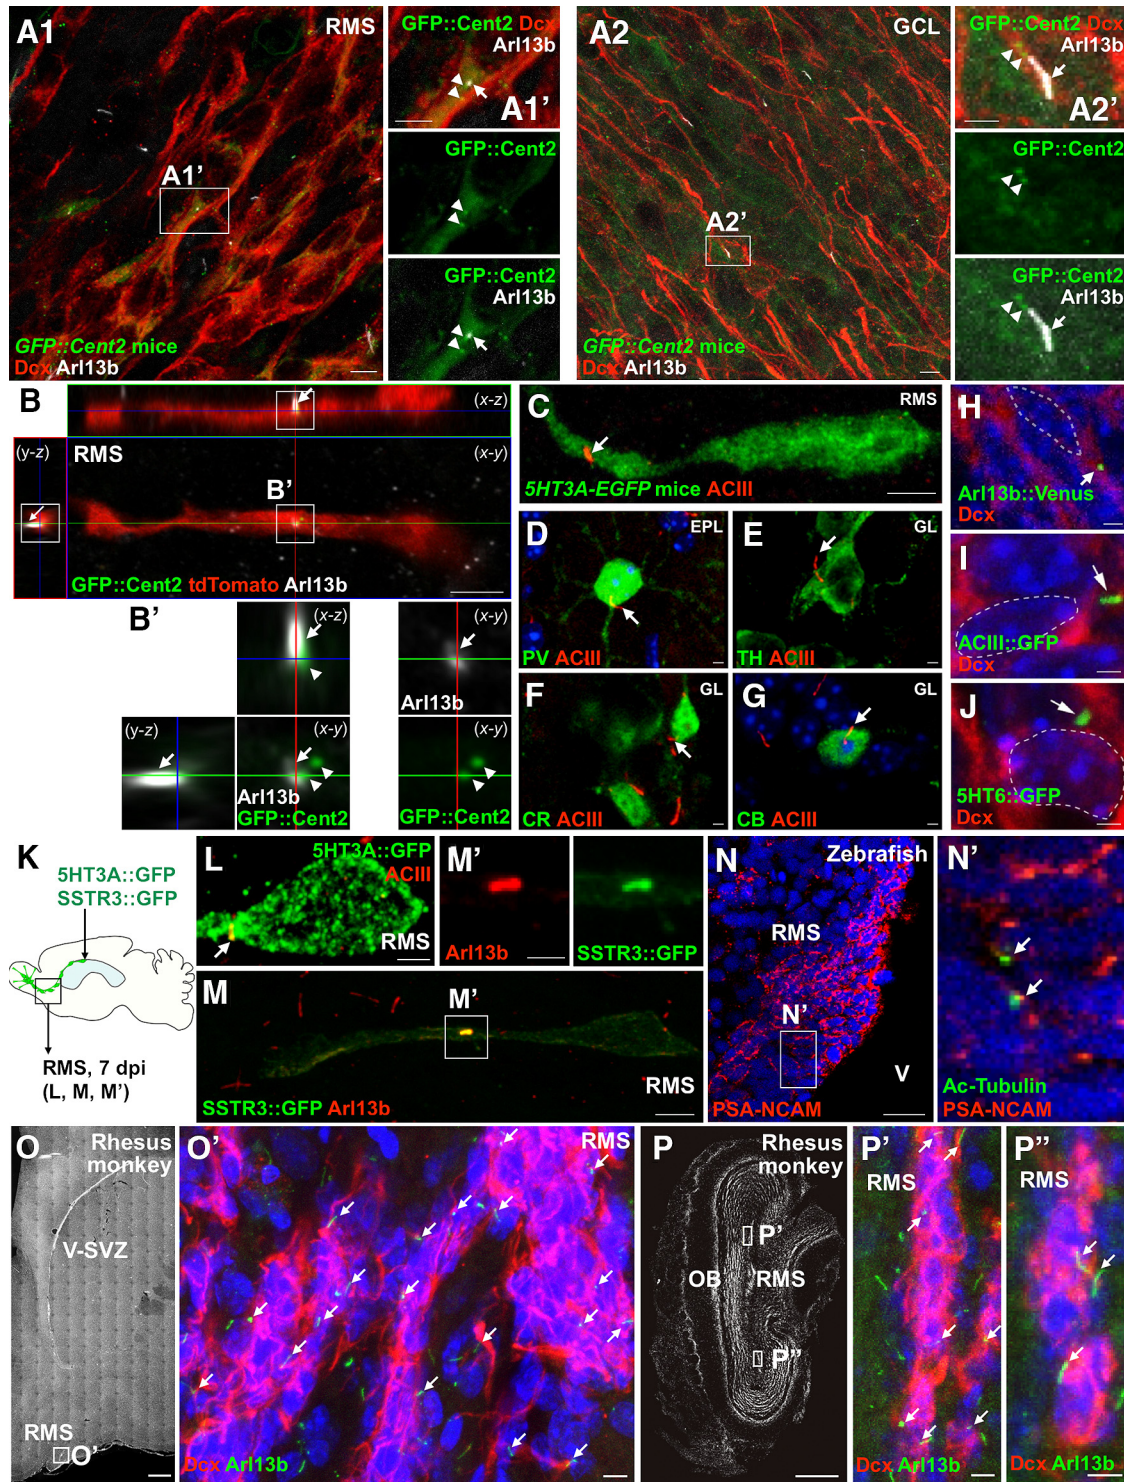 A1
RMS
A1’
GFP::Cent2 mice
Dcx Arl13b
GFP::Cent2 Dcx
Arl13b
A1’
GFP::Cent2
GFP::Cent2
Arl13b
A2
GCL
A2’
GFP::Cent2 mice
Dcx Arl13b
GFP::Cent2 Dcx
Arl13b
A2’
GFP::Cent2
GFP::Cent2
Arl13b
B
(x-z)
(y-z)
RMS
(x-y)
B’
GFP::Cent2 tdTomato Arl13b
B’
(x-z)
(x-y)
Arl13b
(y-z)
(x-y)
Arl13b
GFP::Cent2
(x-y)
GFP::Cent2
C
RMS
5HT3A-EGFP mice ACIII
D
EPL
PV ACIII
E
GL
TH ACIII
F
GL
CR ACIII
G
GL
CB ACIII
H
Arl13b::Venus
Dcx
I
ACIII::GFP
Dcx
J
5HT6::GFP
Dcx
K
5HT3A::GFP
SSTR3::GFP
RMS, 7 dpi
(L, M, M’)
L
5HT3A::GFP
ACIII
RMS
M’
Arl13b
SSTR3::GFP
M
M’
RMS
SSTR3::GFP Arl13b
N
Zebrafish
RMS
N’
V
PSA-NCAM
N’
Ac-Tubulin
PSA-NCAM
O
Rhesus
monkey
V-SVZ
RMS
O’
O’
RMS
Dcx Arl13b
P
Rhesus
monkey
P’
OB
RMS
P”
P’
RMS
Dcx Arl13b
P”
RMS
Dcx Arl13b